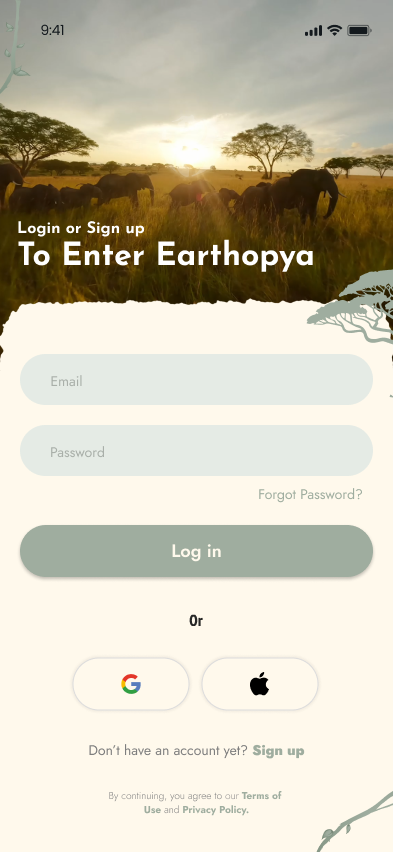 9:41
Login or Sign up
To Enter Earthopya
Email
Password
Forgot Password?
Log in
Or
Don't have an account yet? Sign up
By continuing, you agree to our Terms of
Use and Privacy Policy.